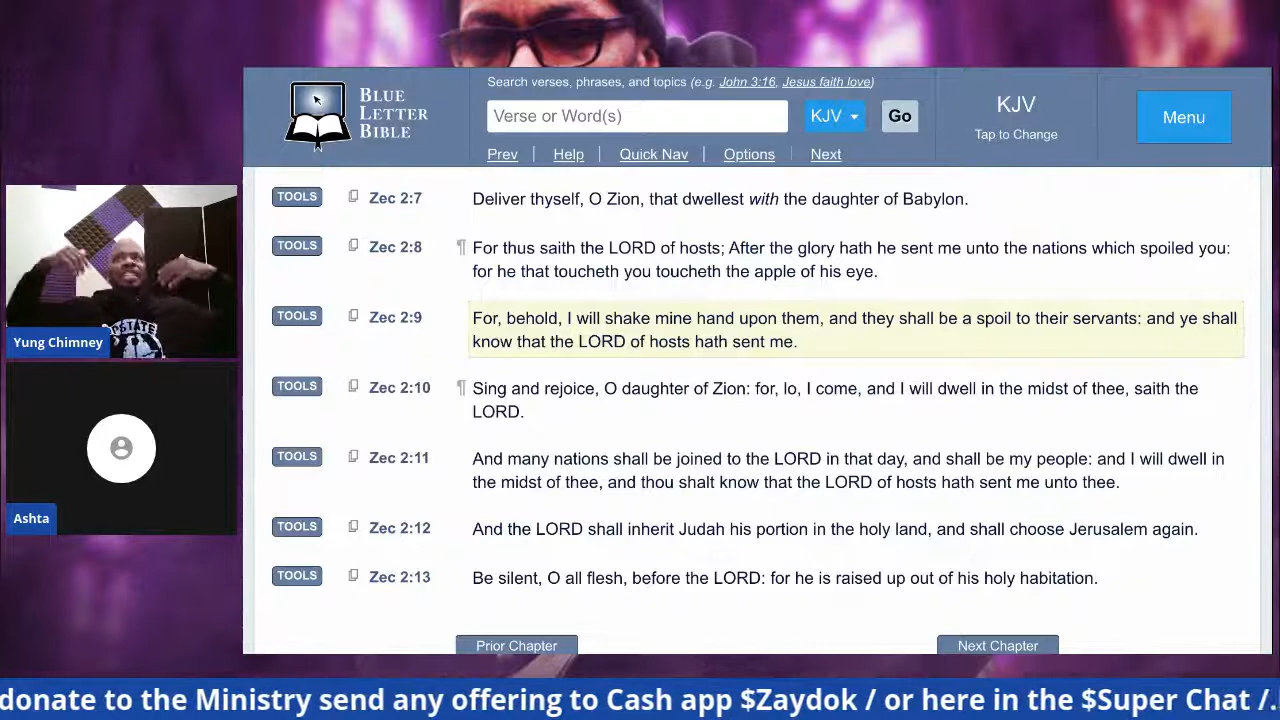 Search verses, phrases, and topics (e.g. John 3:16, Jesus faith love)
BLUE
LETTER
BIBLE
Verse or Word(s)
KJV
Go
KJV
Tap to Change
Menu
Prev
Help
Quick Nav
Options
Next
TOOLS
Zec 2:7
Deliver thyself, O Zion, that dwellest with the daughter of Babylon.
TOOLS
Zec 2:8
¶ For thus saith the LORD of hosts; After the glory hath he sent me unto the nations which spoiled you:
for he that toucheth you toucheth the apple of his eye.
TOOLS
Zec 2:9
For, behold, I will shake mine hand upon them, and they shall be a spoil to their servants: and ye shall
know that the LORD of hosts hath sent me.
TOOLS
Zec 2:10
¶ Sing and rejoice, O daughter of Zion: for, lo, I come, and I will dwell in the midst of thee, saith the
LORD.
TOOLS
Zec 2:11
And many nations shall be joined to the LORD in that day, and shall be my people: and I will dwell in
the midst of thee, and thou shalt know that the LORD of hosts hath sent me unto thee.
TOOLS
Zec 2:12
And the LORD shall inherit Judah his portion in the holy land, and shall choose Jerusalem again.
TOOLS
Zec 2:13
Be silent, O all flesh, before the LORD: for he is raised up out of his holy habitation.
Prior Chapter
Next Chapter
Yung Chimney
Ashta
donate to the Ministry send any offering to Cash app $Zaydok / or here in the $Super Chat /.